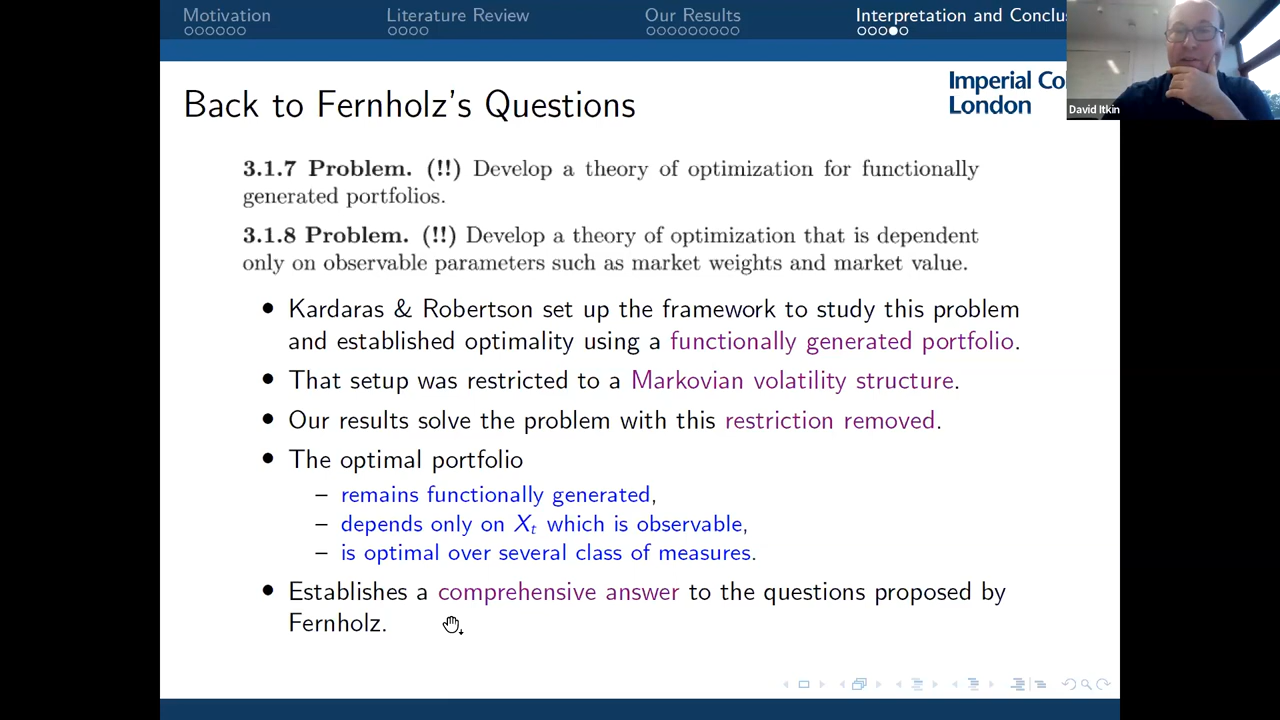 Motivation Literature Review Our Results Interpretation and Conclu
Imperial Co
London
David Itkin
Back to Fernholz's Questions
3.1.7 Problem. (!!) Develop a theory of optimization for functionally
generated portfolios.
3.1.8 Problem. (!!) Develop a theory of optimization that is dependent
only on observable parameters such as market weights and market value.
• Kardaras & Robertson set up the framework to study this problem
and established optimality using a functionally generated portfolio.
• That setup was restricted to a Markovian volatility structure.
• Our results solve the problem with this restriction removed.
• The optimal portfolio
– remains functionally generated,
– depends only on Xt which is observable,
– is optimal over several class of measures.
• Establishes a comprehensive answer to the questions proposed by
Fernholz.